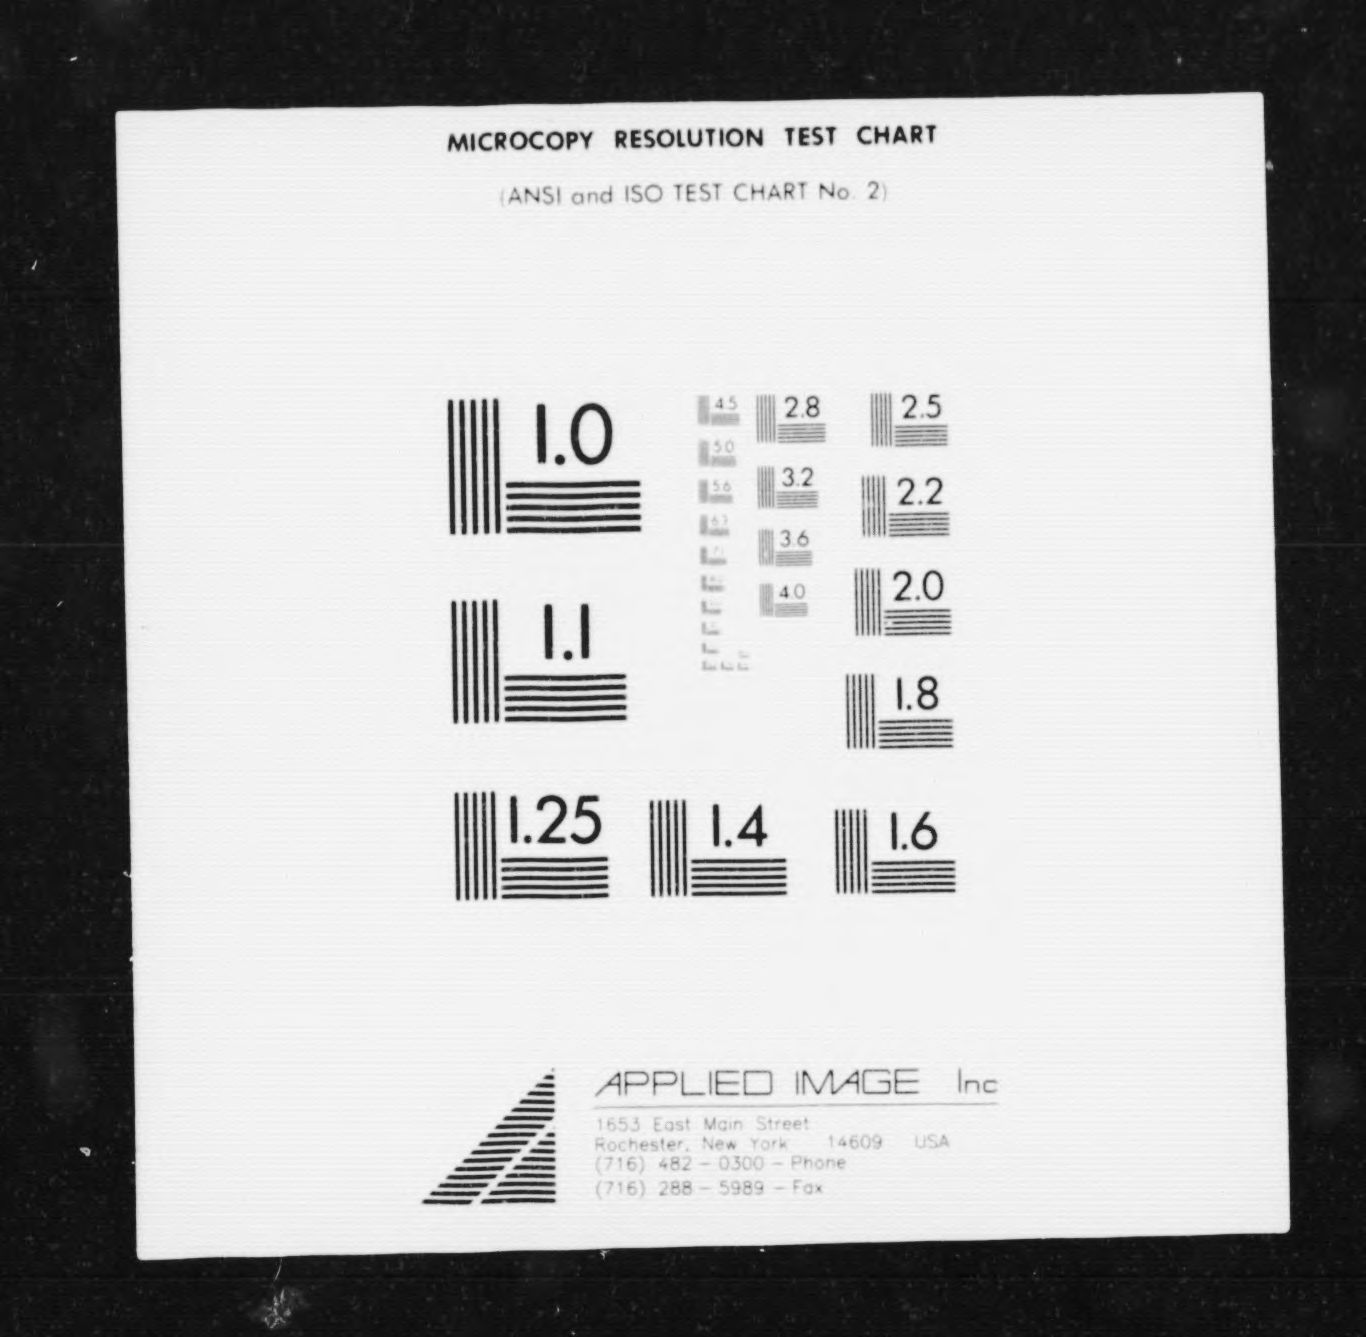 MICROCOPY RESOLUTION TEST CHART
(ANSI and ISO TEST CHART No. 2)
1.0
4.5
2.8
2.5
5.0
3.2
2.2
5.6
3.6
6.3
2.0
4.0
1.1
1.8
1.25
1.4
1.6
APPLIED IMAGE Inc
1653 East Main Street
Rochester, New York 14609 USA
(716) 482 - 0300 - Phone
(716) 288 - 5989 - Fax